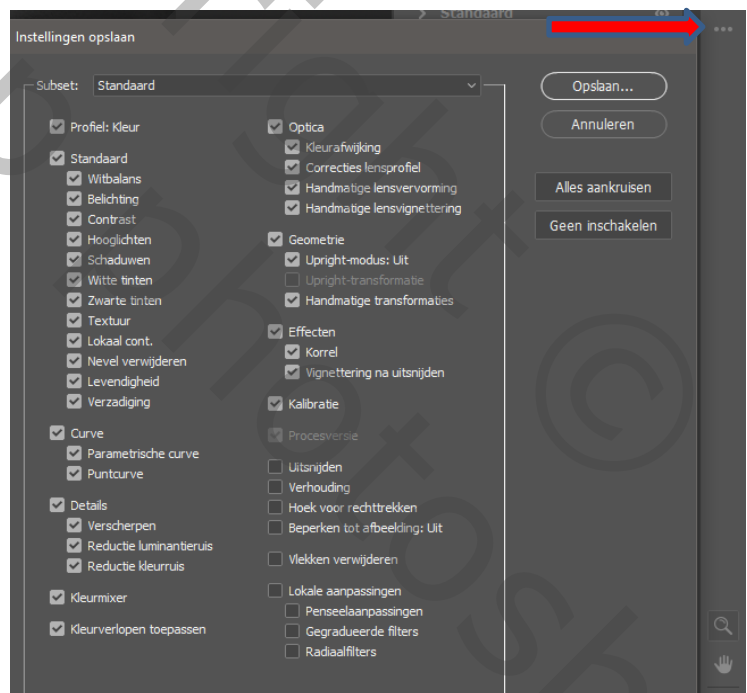 Standaard
Instellingen opslaan
Subset: Standaard
Opslaan...
Annuleren
Alles aankruisen
Geen inschakelen
Profiel: Kleur
Standaard
Witbalans
Belichting
Contrast
Hooglichten
Schaduwen
Witte tinten
Zwarte tinten
Textuur
Lokaal cont.
Nevel verwijderen
Levendigheid
Verzadiging
Curve
Parametrische curve
Puntcurve
Details
Verscherpen
Reductie luminantieruis
Reductie kleurruis
Kleurmixer
Kleurverlopen toepassen
Optica
Kleurafwijking
Correcties lensprofiel
Handmatige lensvervorming
Handmatige lensvignettering
Geometrie
Upright-modus: Uit
Upright-transformatie
Handmatige transformaties
Effecten
Korrel
Vignettering na uitsnijden
Kalibratie
Procesversie
Uitsnijden
Verhouding
Hoek voor rechttrekken
Beperken tot afbeelding: Uit
Vlekken verwijderen
Lokale aanpassingen
Penseelaanpassingen
Gegradueerde filters
Radiaalfilters